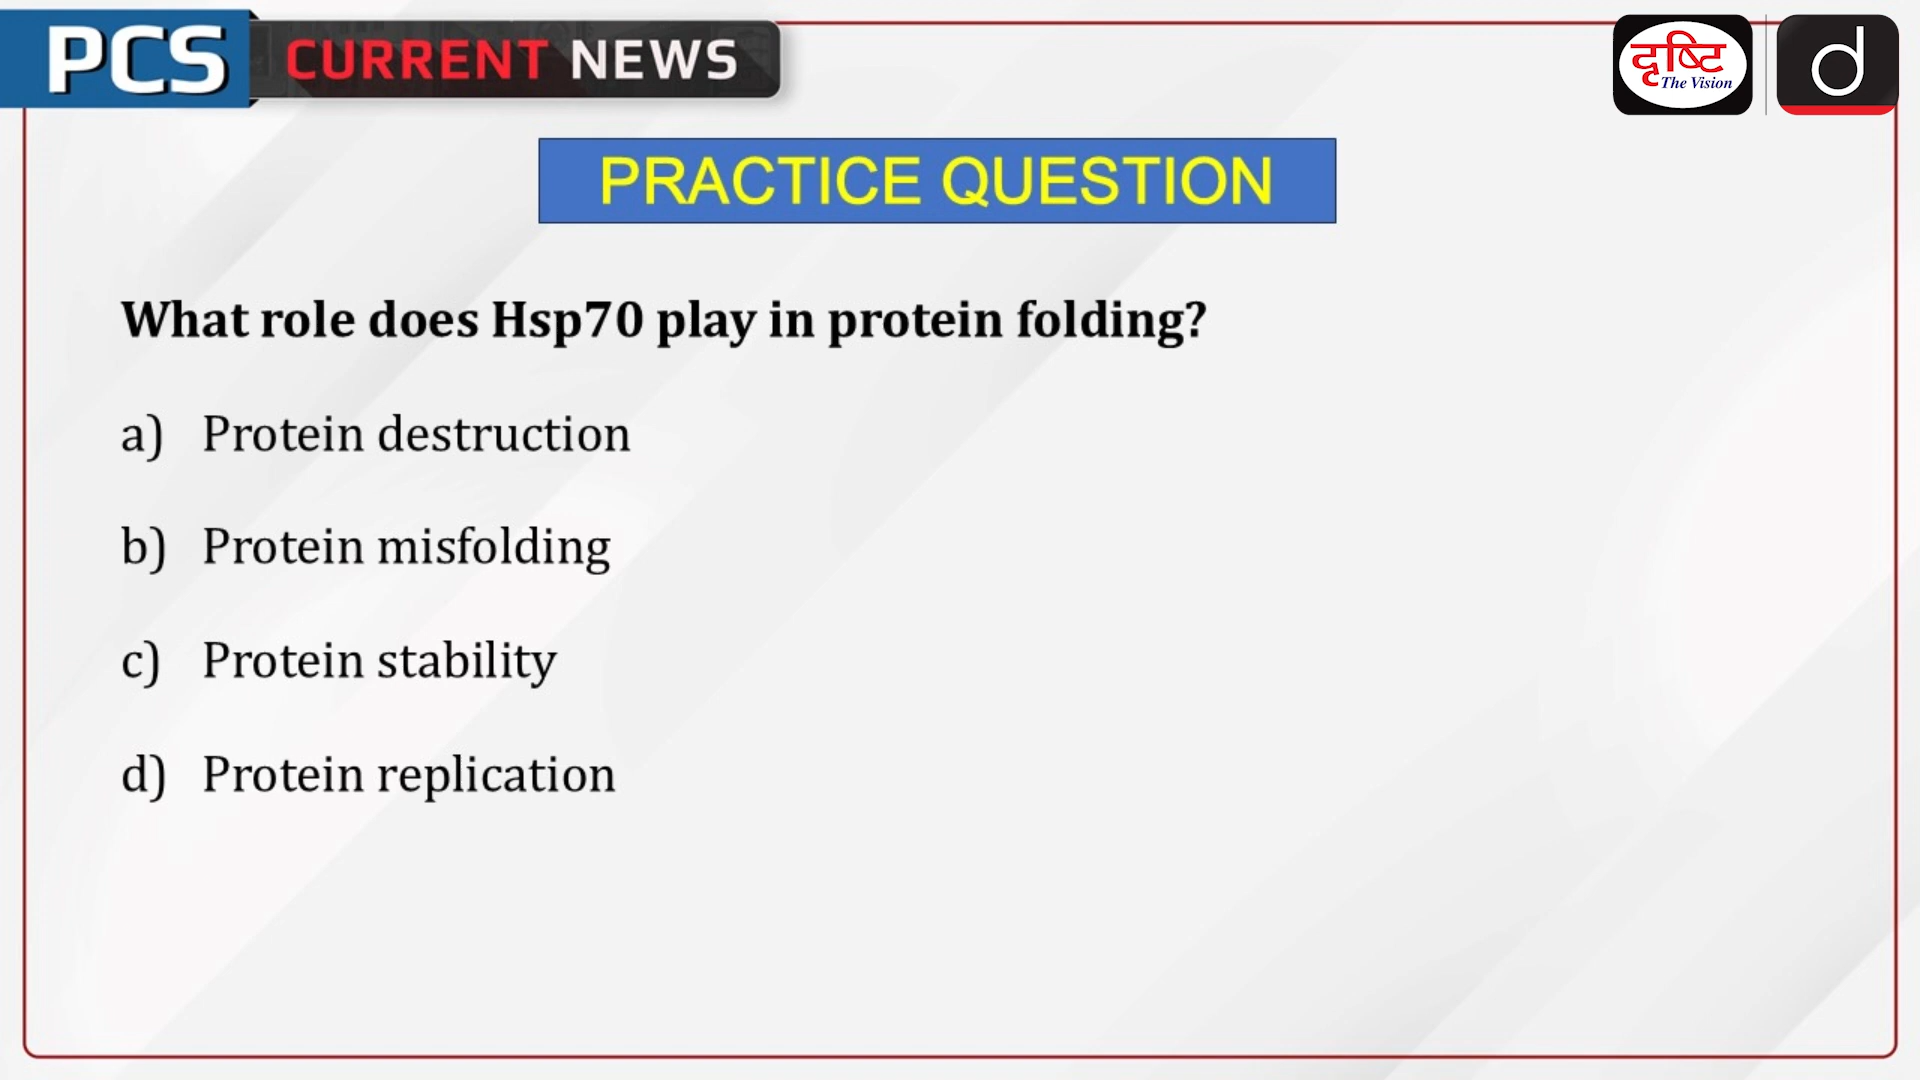 PCS CURRENT NEWS
दृष्टि
The Vision
d
PRACTICE QUESTION
What role does Hsp70 play in protein folding?
a) Protein destruction
b) Protein misfolding
c) Protein stability
d) Protein replication